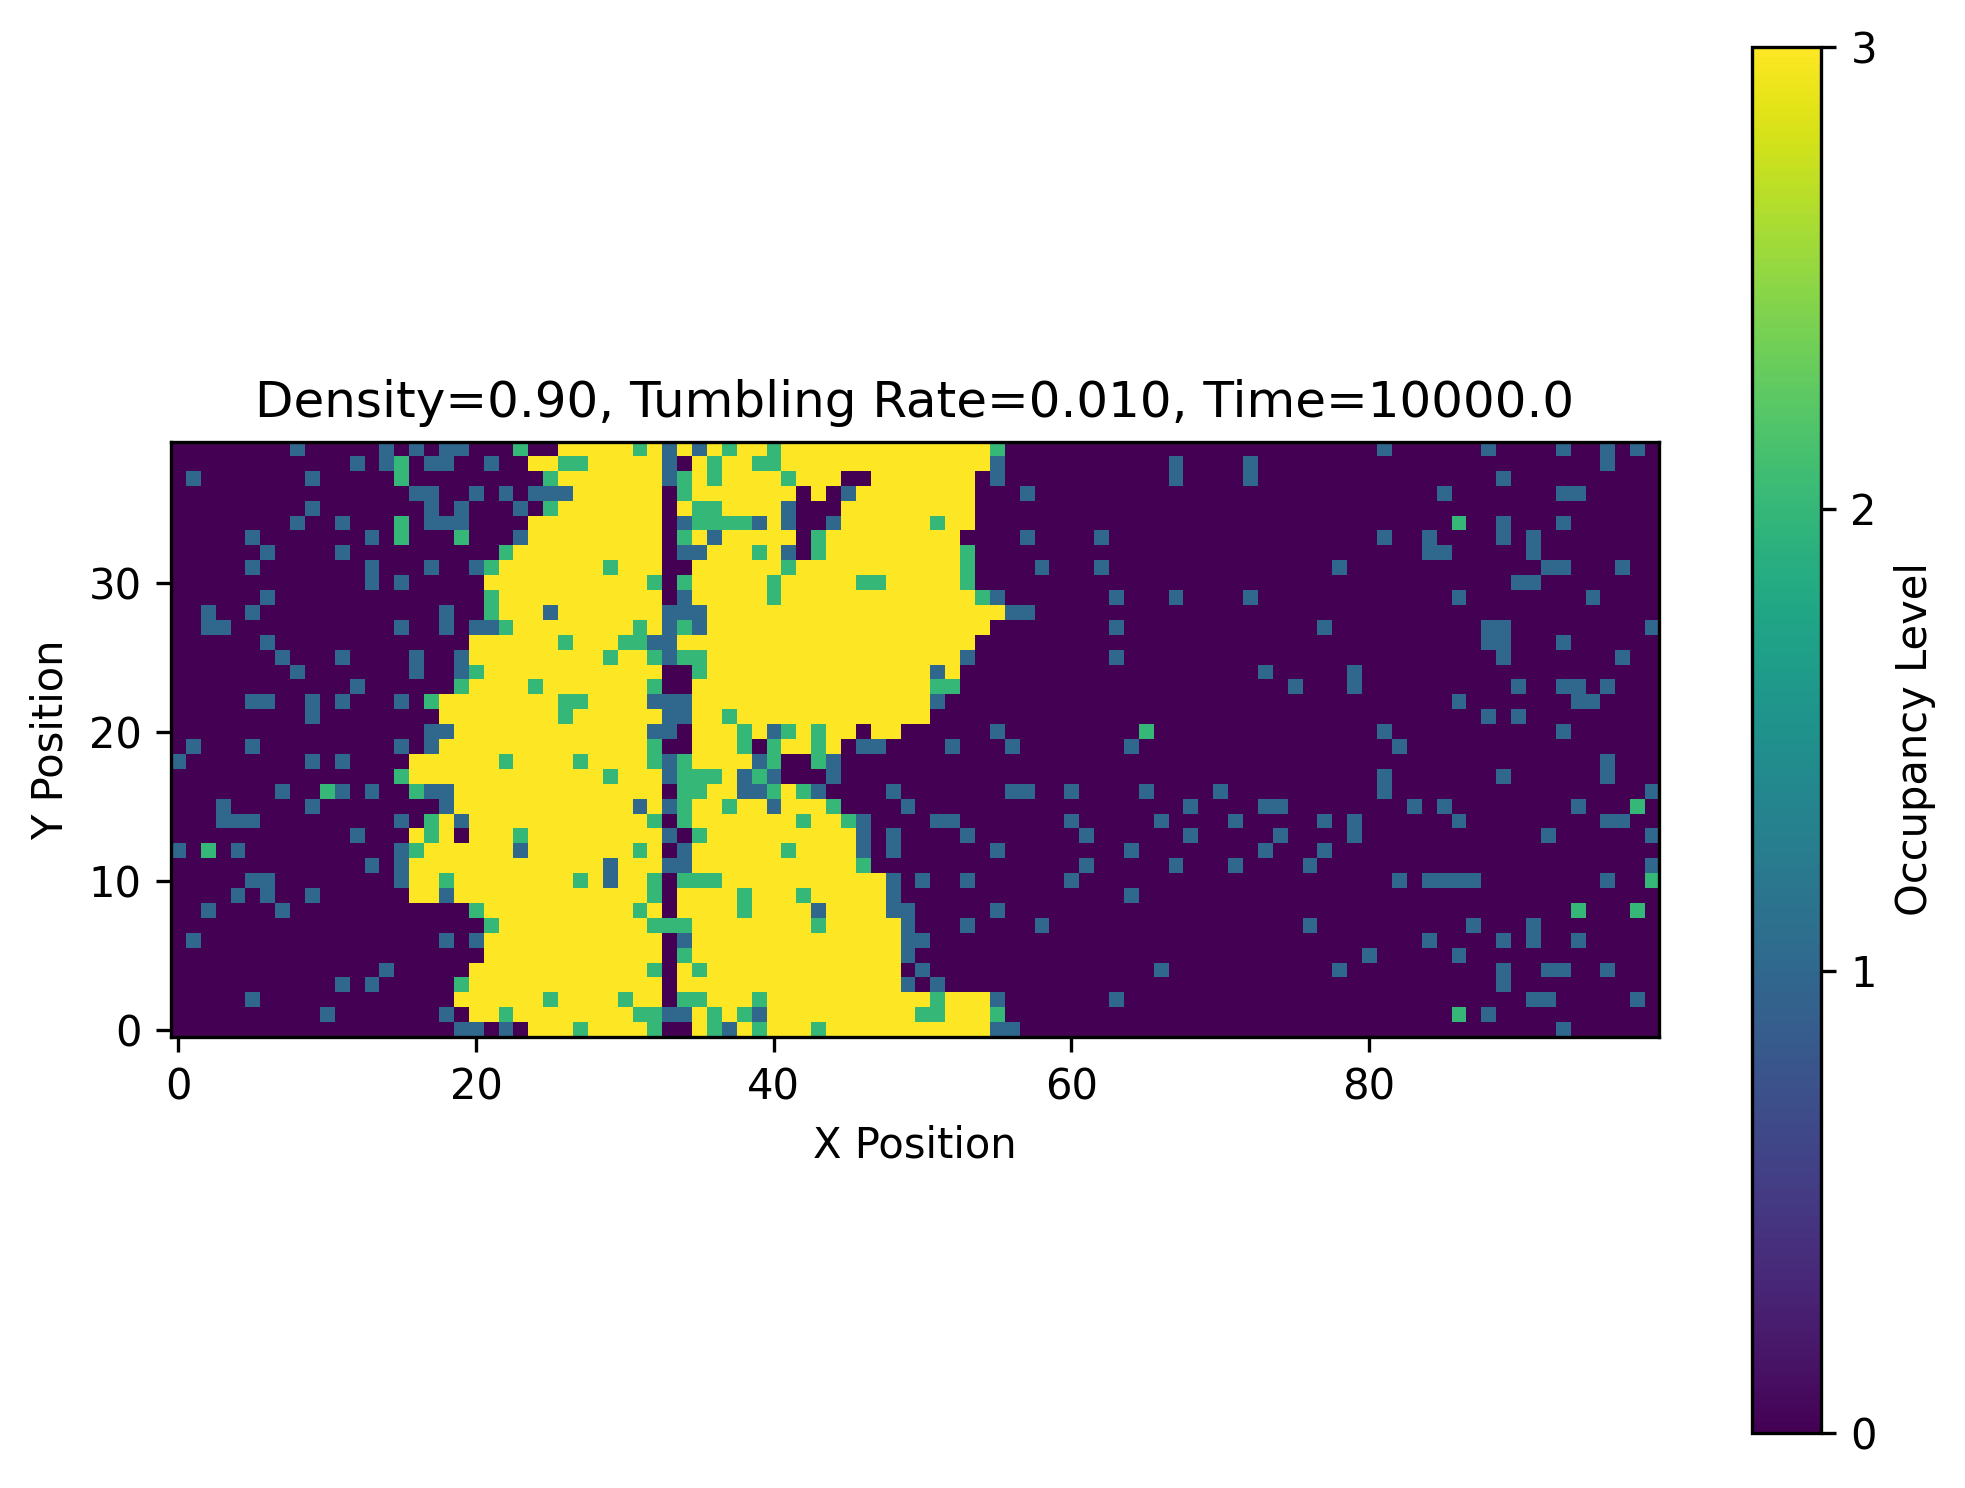 Density=0.90, Tumbling Rate=0.010, Time=10000.0
Y Position
30
20
10
0
0 20 40 60 80
X Position
3
2
1
0
Occupancy Level